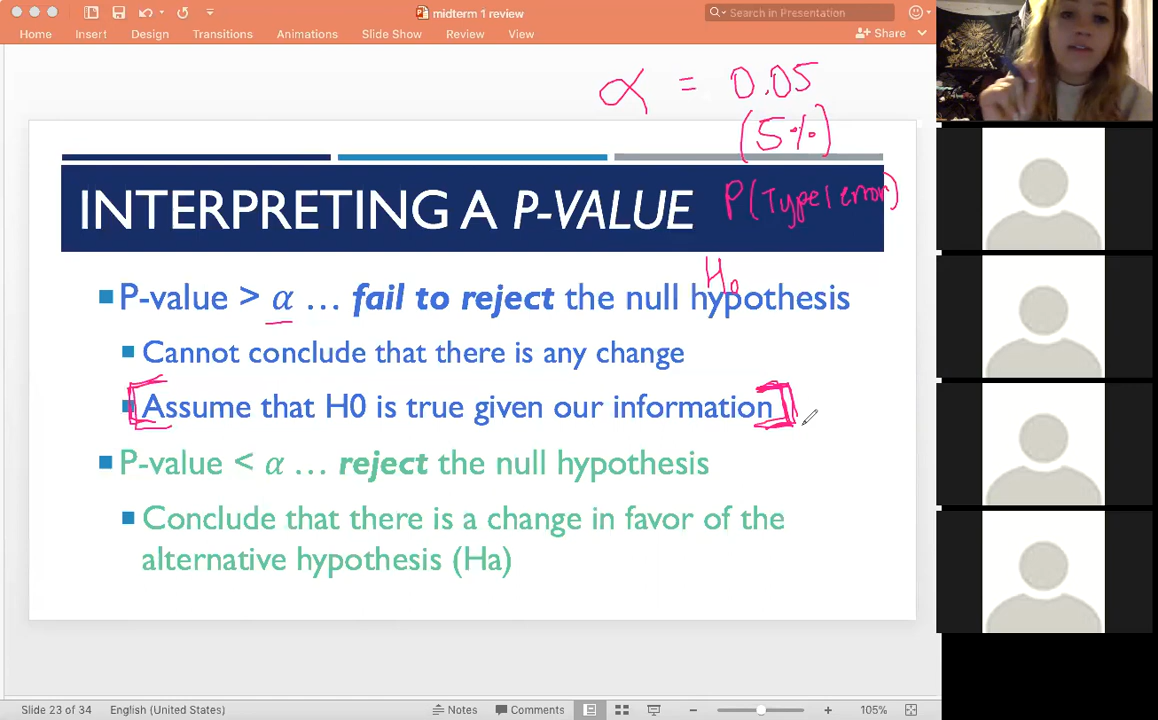 midterm 1 review
Search in Presentation
Home Insert Design Transitions Animations Slide Show Review View
Share
α = 0.05
(5%)
INTERPRETING A P-VALUE
P(Type 1 error)
H0
P-value > α … fail to reject the null hypothesis
Cannot conclude that there is any change
Assume that H0 is true given our information
P-value < α … reject the null hypothesis
Conclude that there is a change in favor of the
alternative hypothesis (Ha)
Slide 23 of 34 English (United States) Notes Comments 105%